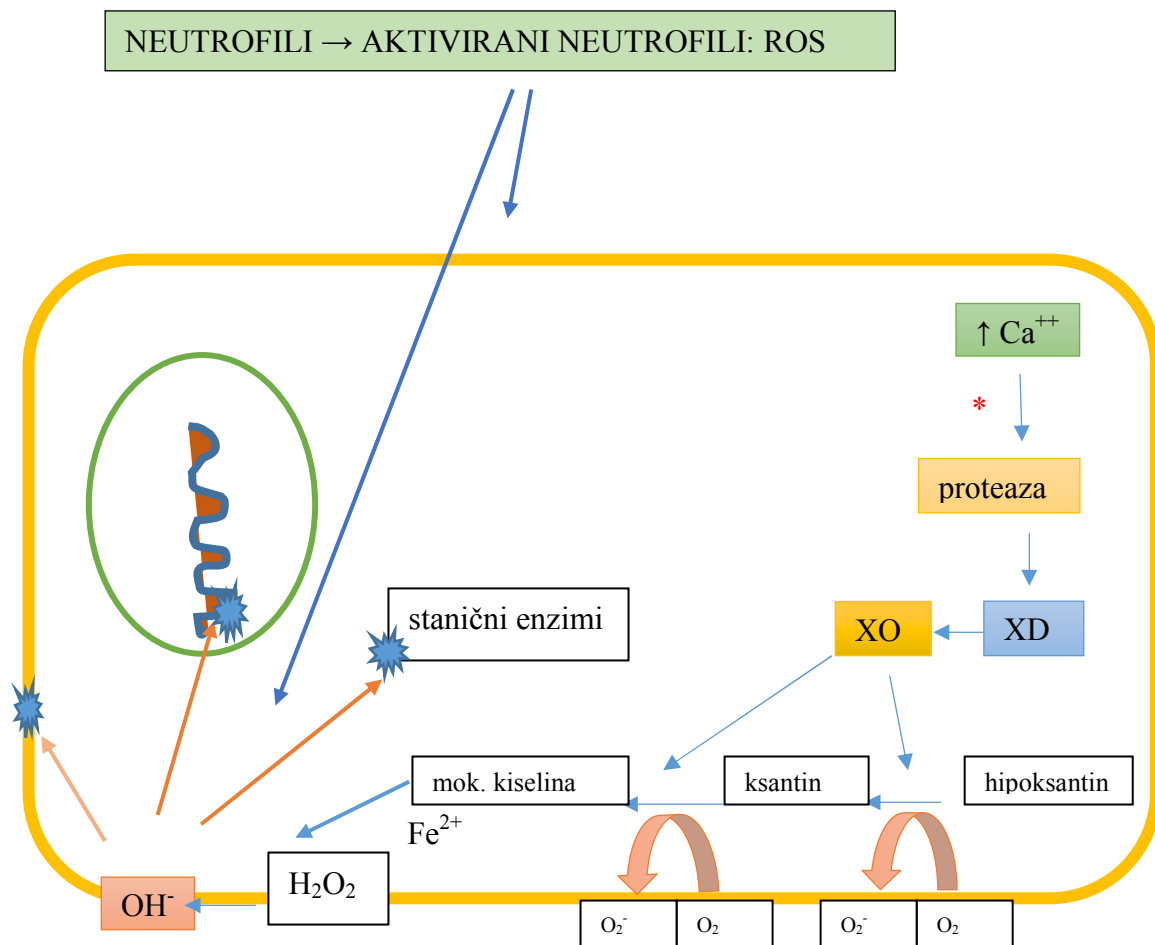 NEUTROFILI → AKTIVIRANI NEUTROFILI: ROS
↑ Ca⁺⁺
*
proteaza
stanični enzimi
XO
XD
mok. kiselina
ksantin
hipoksantin
Fe²⁺
H₂O₂
OH⁻
O₂⁻
O₂
O₂⁻
O₂